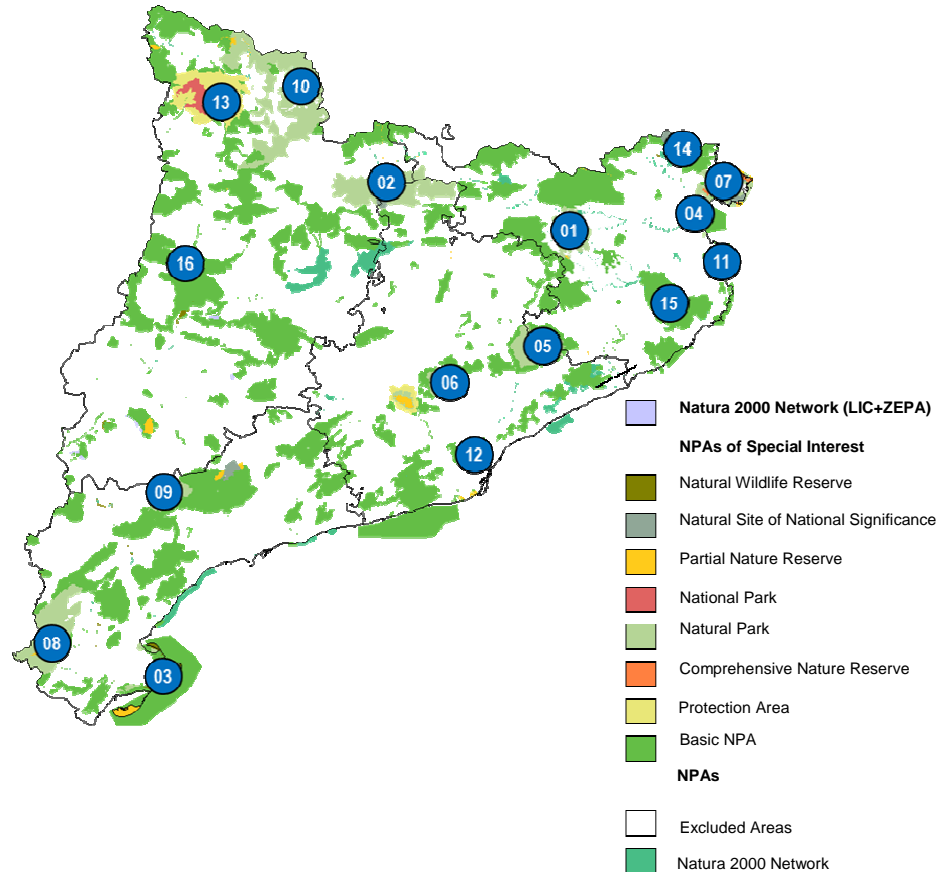 10
13
14
02
07
04
01
11
16
15
05
06
12
09
08
03
Natura 2000 Network (LIC+ZEPA)
NPAs of Special Interest
Natural Wildlife Reserve
Natural Site of National Significance
Partial Nature Reserve
National Park
Natural Park
Comprehensive Nature Reserve
Protection Area
Basic NPA
NPAs
Excluded Areas
Natura 2000 Network